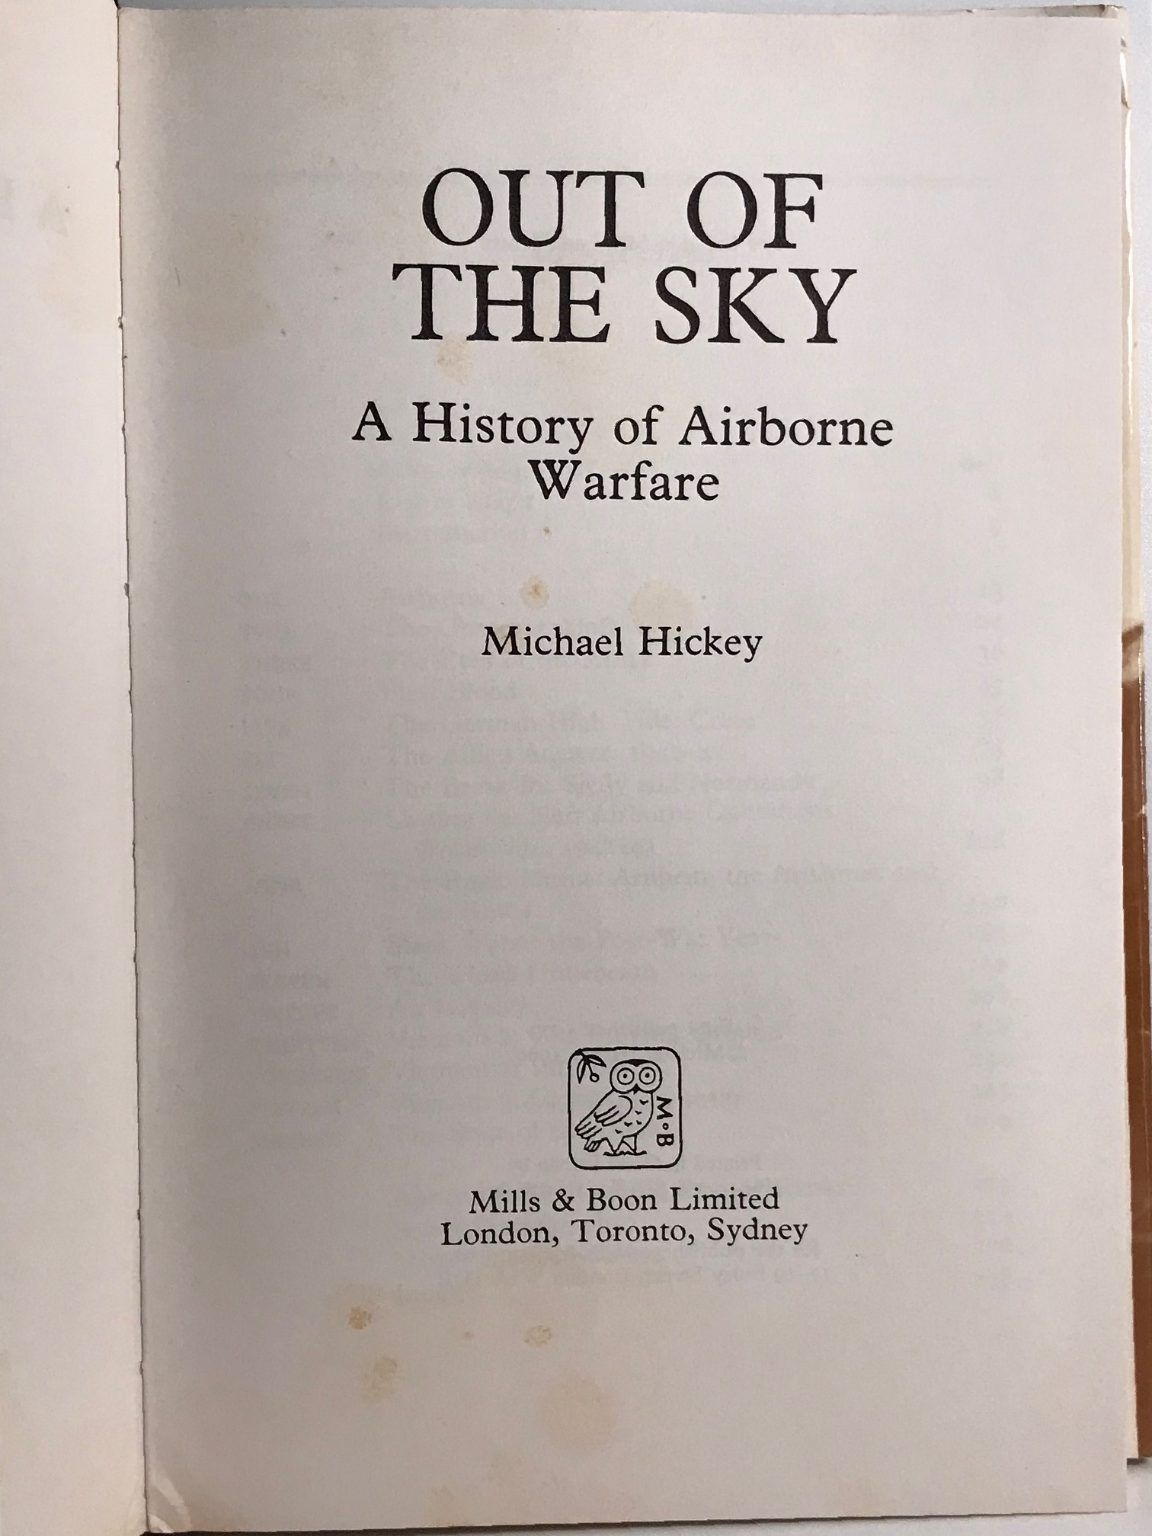 OUT OF
THE SKY
A History of Airborne
Warfare
Michael Hickey
M·B
Mills & Boon Limited
London, Toronto, Sydney